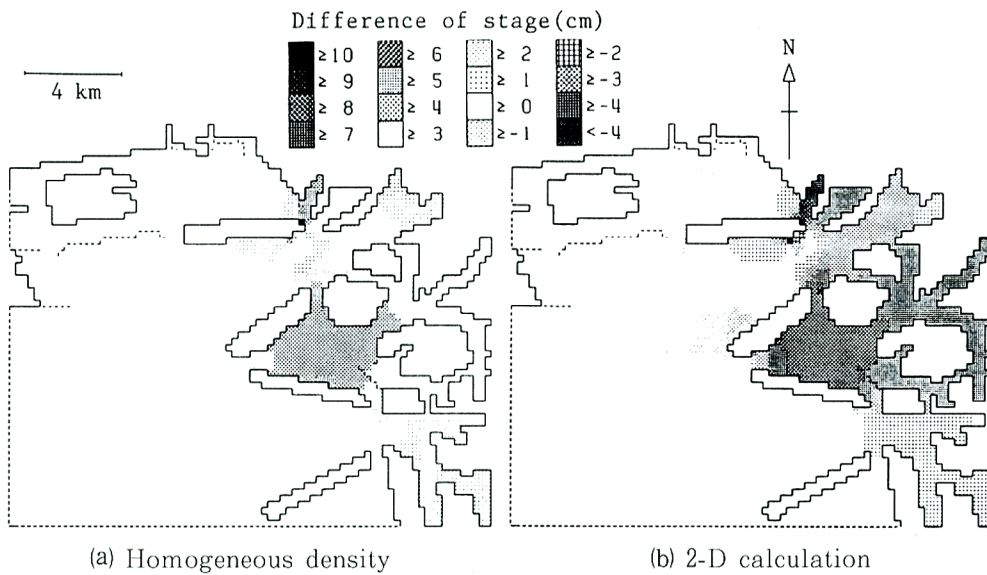 Difference of stage(cm)
≥10 ≥ 6 ≥ 2 ≥-2
≥ 9 ≥ 5 ≥ 1 ≥-3
≥ 8 ≥ 4 ≥ 0 ≥-4
≥ 7 ≥ 3 ≥-1 <-4
4 km
N
(a) Homogeneous density
(b) 2-D calculation